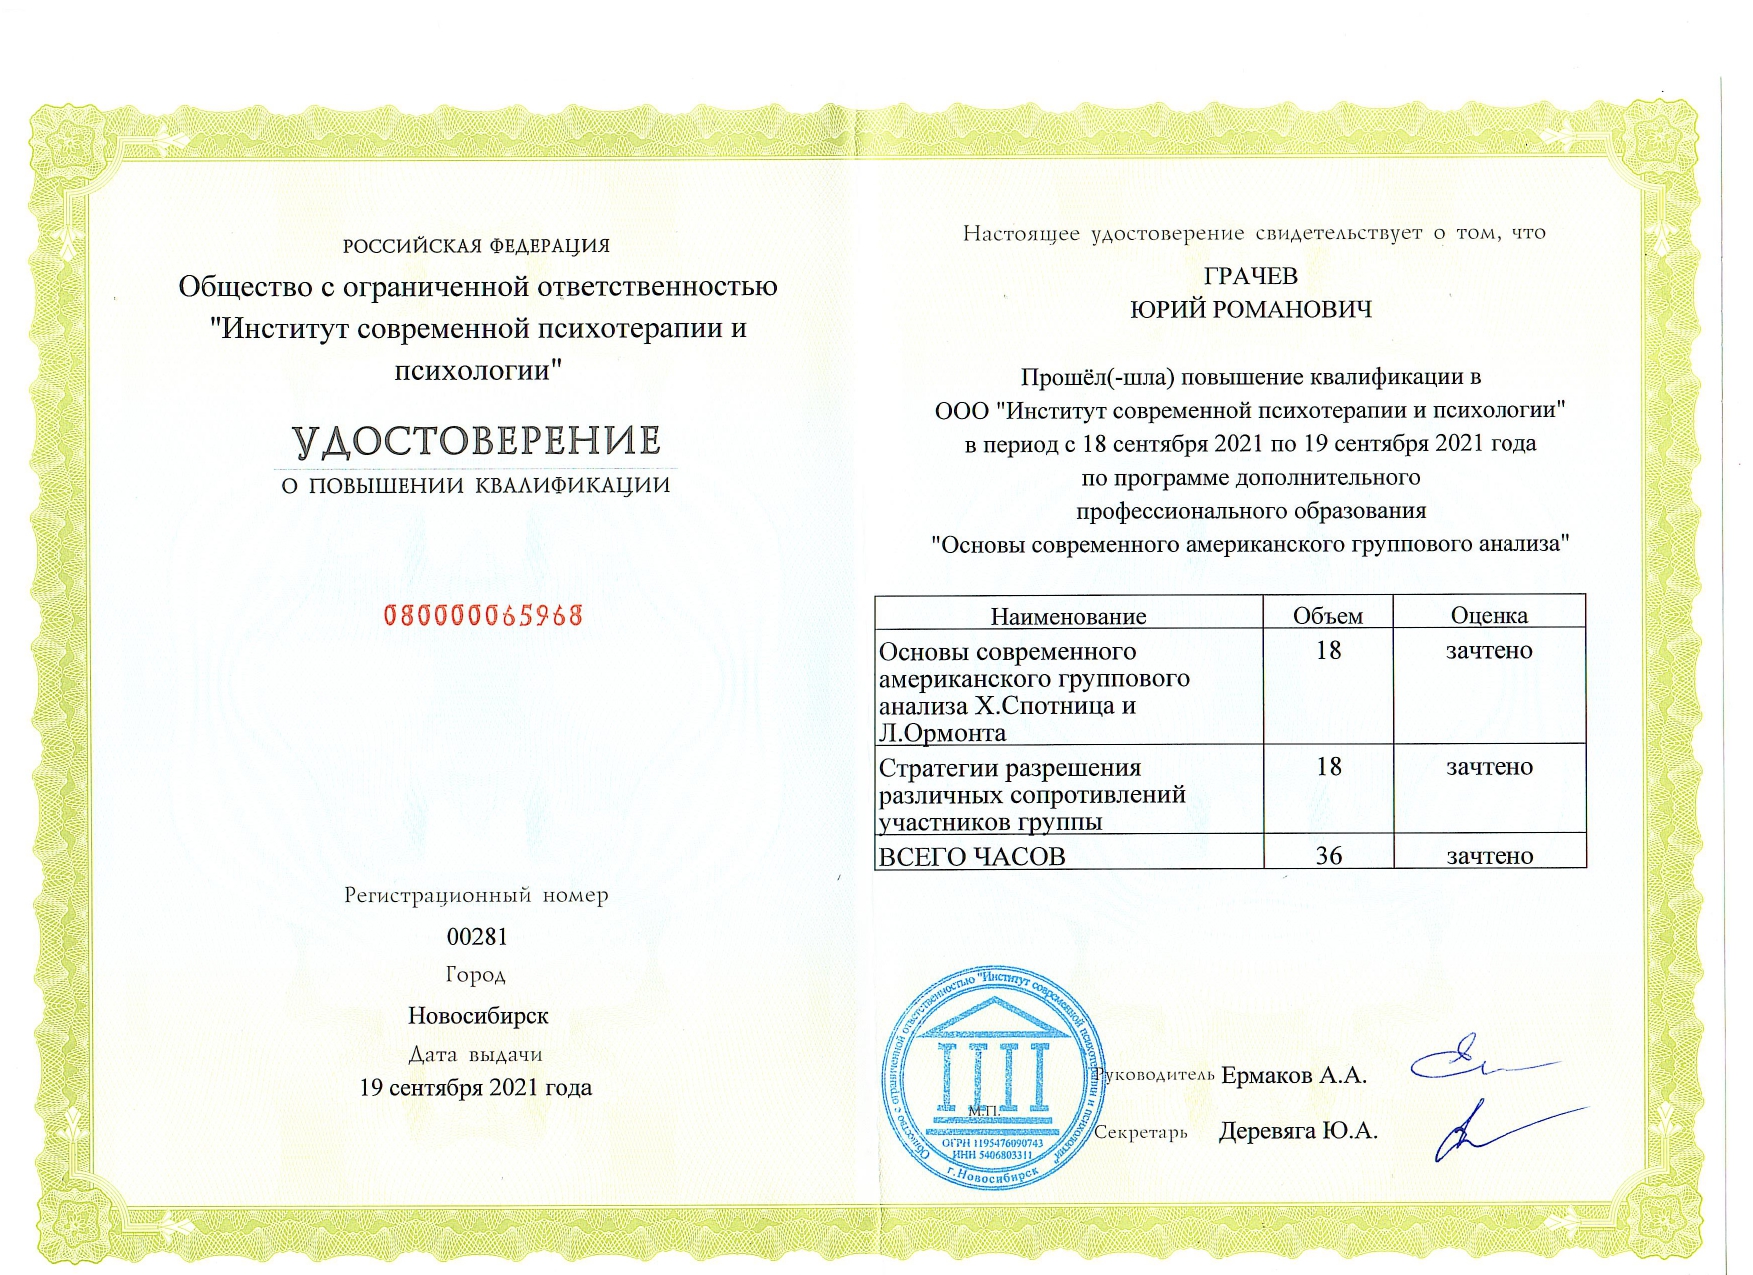 РОССИЙСКАЯ ФЕДЕРАЦИЯ
Общество с ограниченной ответственностью
"Институт современной психотерапии и
психологии"
УДОСТОВЕРЕНИЕ
О ПОВЫШЕНИИ КВАЛИФИКАЦИИ
080000065968
Регистрационный номер
00281
Город
Новосибирск
Дата выдачи
19 сентября 2021 года
Настоящее удостоверение свидетельствует о том, что
ГРАЧЕВ
ЮРИЙ РОМАНОВИЧ
Прошёл(-шла) повышение квалификации в
ООО "Институт современной психотерапии и психологии"
в период с 18 сентября 2021 по 19 сентября 2021 года
по программе дополнительного
профессионального образования
"Основы современного американского группового анализа"
Наименование Объем Оценка
Основы современного 18 зачтено
американского группового
анализа Х.Спотница и
Л.Ормонта
Стратегии разрешения 18 зачтено
различных сопротивлений
участников группы
ВСЕГО ЧАСОВ 36 зачтено
Общество с ограниченной ответственностью "Институт современной психотерапии и психологии"
М.П.
ОГРН 1195476090743
ИНН 5406803311
г.Новосибирск
Руководитель Ермаков А.А.
Секретарь Деревяга Ю.А.